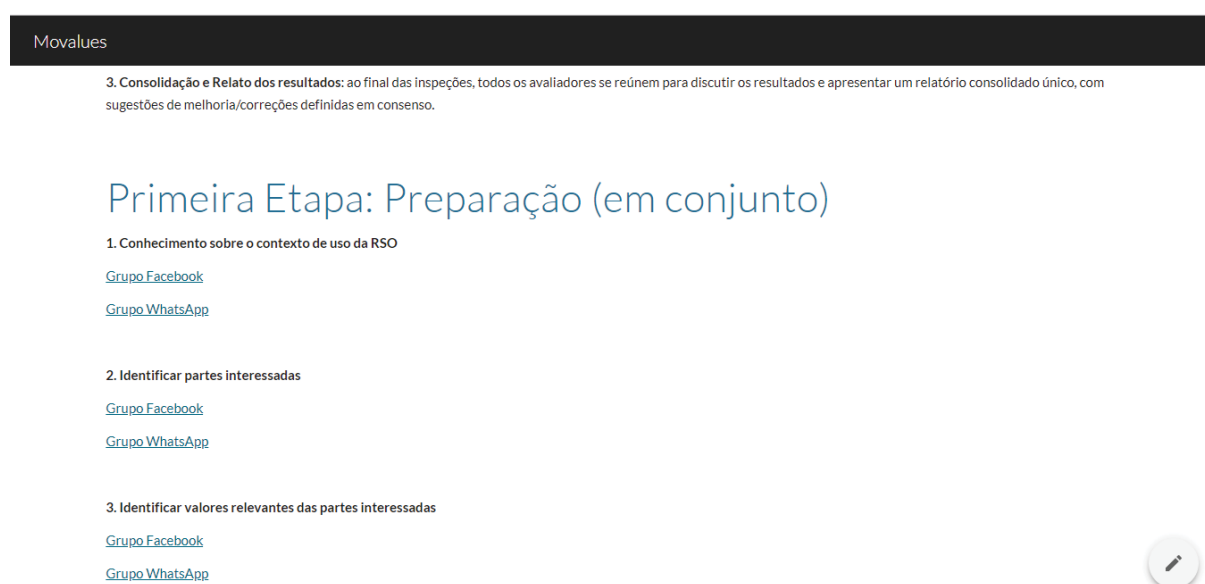 Movalues
3. Consolidação e Relato dos resultados: ao final das inspeções, todos os avaliadores se reúnem para discutir os resultados e apresentar um relatório consolidado único, com
sugestões de melhoria/correções definidas em consenso.
Primeira Etapa: Preparação (em conjunto)
1. Conhecimento sobre o contexto de uso da RSO
Grupo Facebook
Grupo WhatsApp
2. Identificar partes interessadas
Grupo Facebook
Grupo WhatsApp
3. Identificar valores relevantes das partes interessadas
Grupo Facebook
Grupo WhatsApp